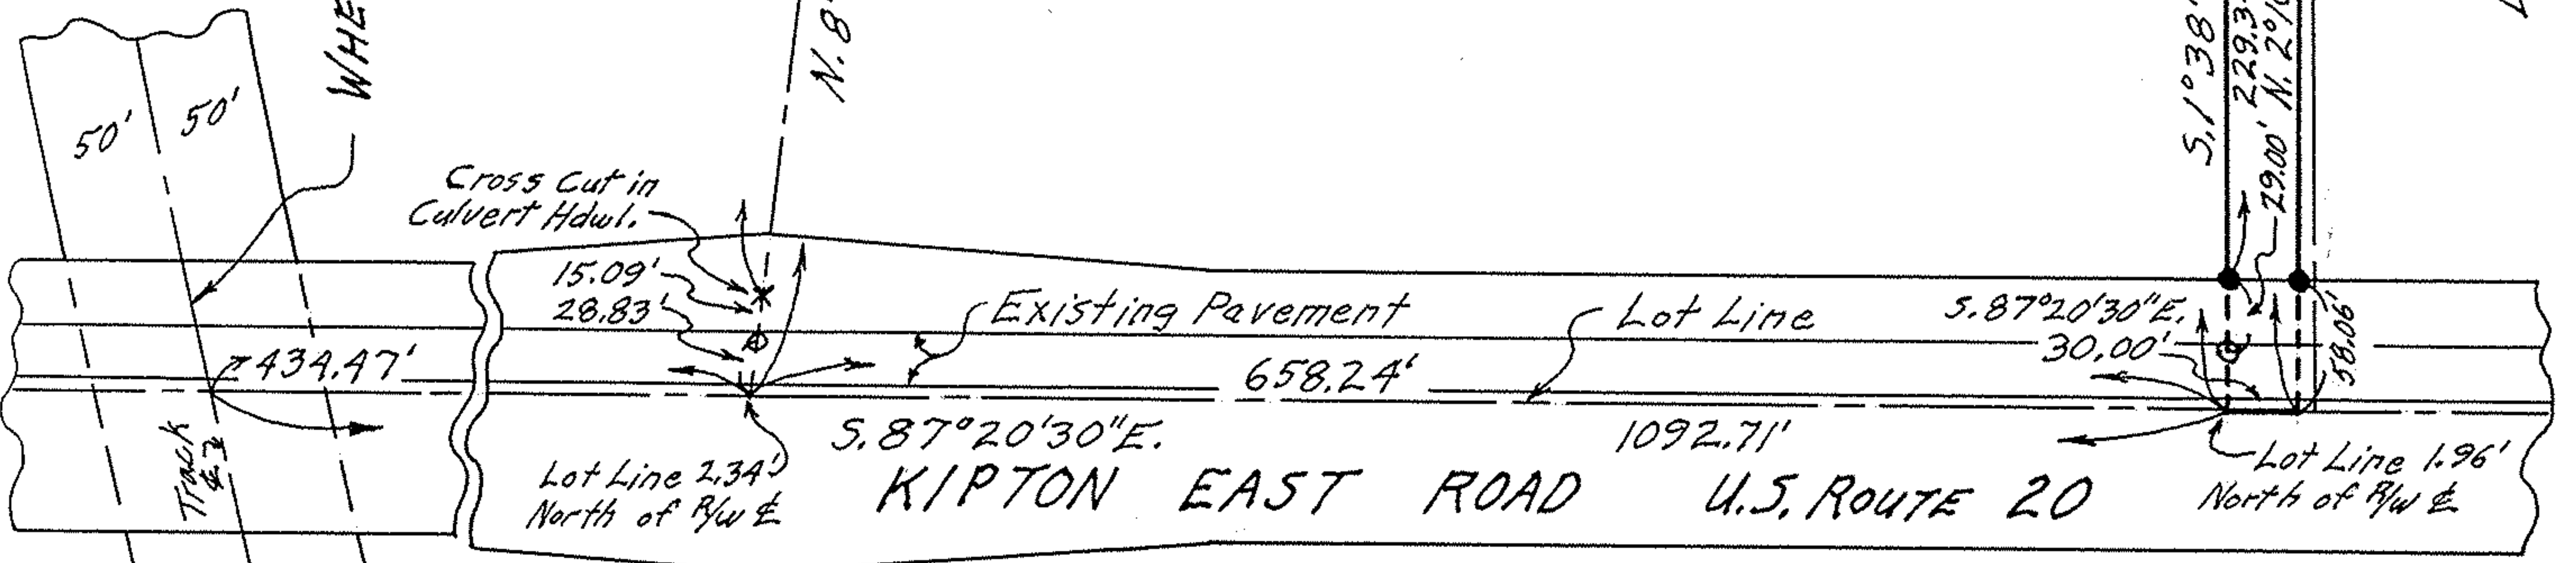 50'
50'
WHE
N. 8
S. 1° 38'
229.3
N. 2° 1
29.00'
Cross Cut in
Culvert Hdwl.
15.09'
28.83'
Existing Pavement
Lot Line
S. 87° 20' 30" E.
30.00'
58.06'
434.47'
658.24'
S. 87° 20' 30" E.
1092.71'
Track
℄
Lot Line 2.34'
North of R/W ℄
KIPTON EAST ROAD U.S. ROUTE 20
Lot Line 1.96'
North of R/W ℄